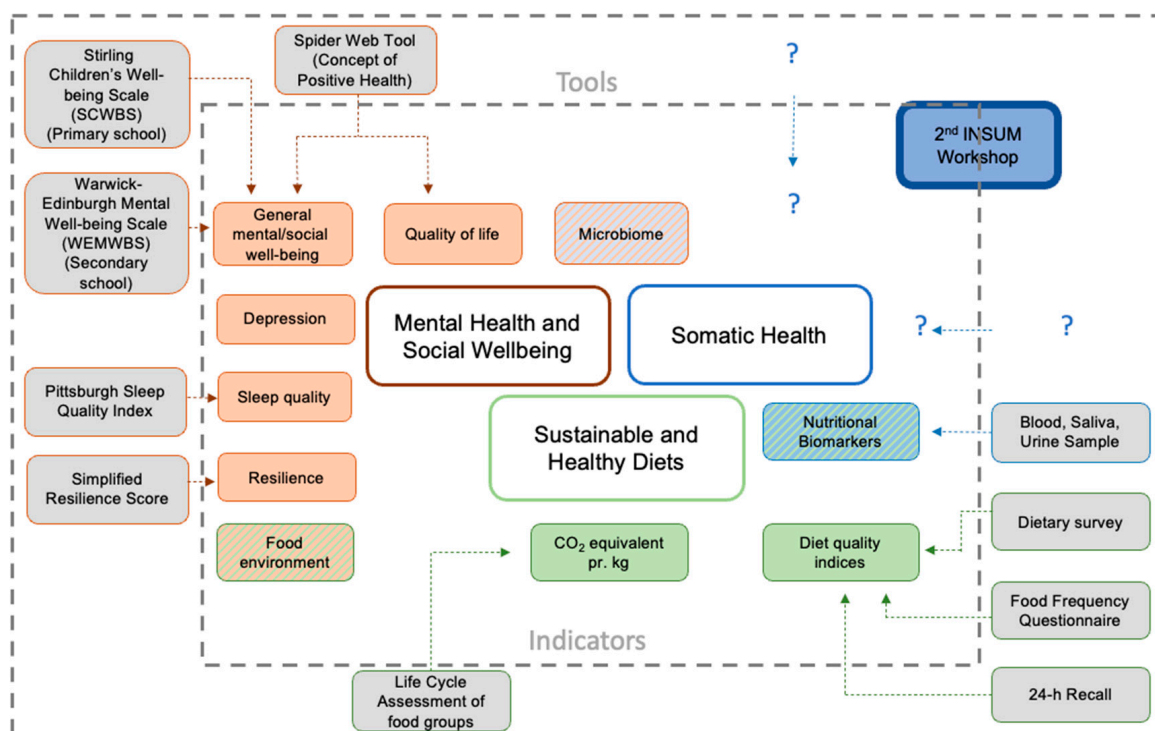 Stirling
Children's Well-
being Scale
(SCWBS)
(Primary school)
Spider Web Tool
(Concept of
Positive Health)
?
Tools
2nd INSUM
Workshop
Warwick-
Edinburgh Mental
Well-being Scale
(WEMWBS)
(Secondary
school)
General
mental/social
well-being
Quality of life
Microbiome
?
Depression
Mental Health and
Social Wellbeing
Somatic Health
?
?
Pittsburgh Sleep
Quality Index
Sleep quality
Sustainable and
Healthy Diets
Nutritional
Biomarkers
Blood, Saliva,
Urine Sample
Simplified
Resilience Score
Resilience
Food
environment
CO2 equivalent
pr. kg
Diet quality
indices
Dietary survey
Food Frequency
Questionnaire
Indicators
Life Cycle
Assessment of
food groups
24-h Recall